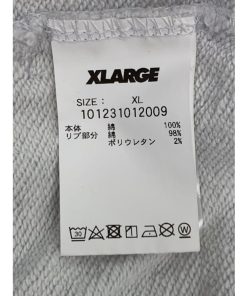 XLARGE
SIZE: XL
101231012009
本体 綿 100%
リブ部分 綿 98%
ポリウレタン 2%
30
W